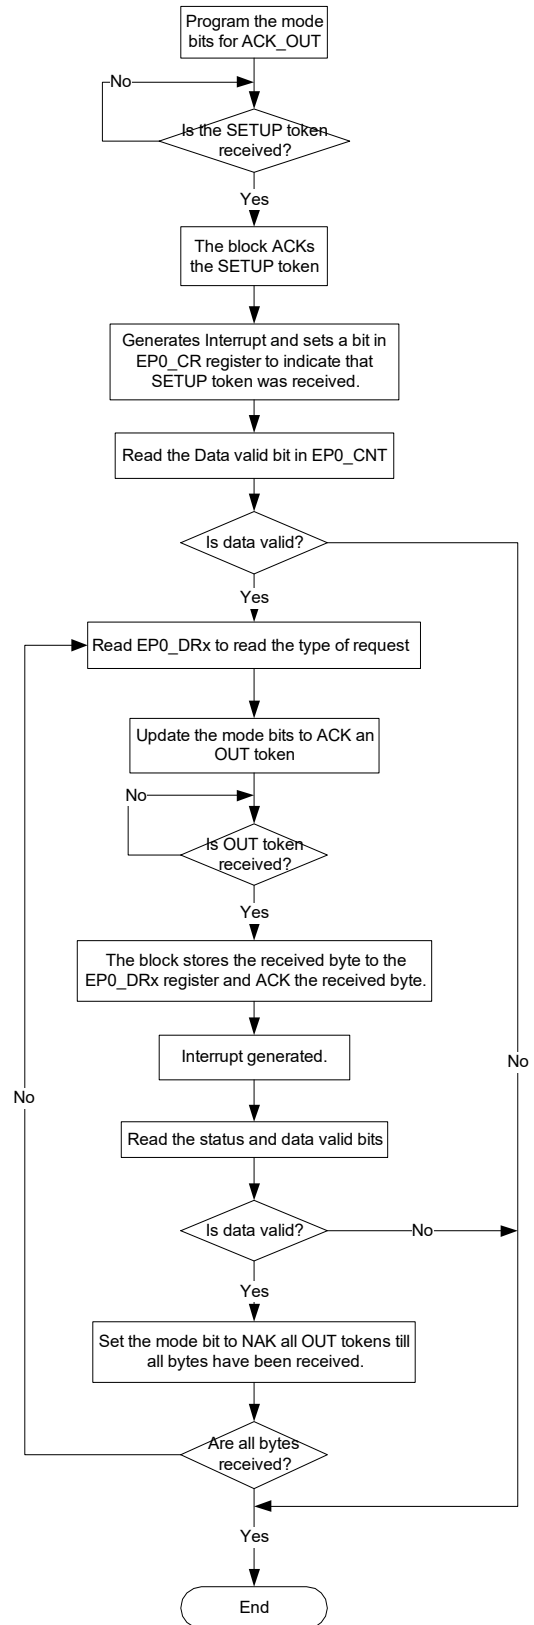 Program the mode
bits for ACK_OUT
No
Is the SETUP token
received?
Yes
The block ACKs
the SETUP token
Generates Interrupt and sets a bit in
EP0_CR register to indicate that
SETUP token was received.
Read the Data valid bit in EP0_CNT
Is data valid?
Yes
Read EP0_DRx to read the type of request
Update the mode bits to ACK an
OUT token
No
Is OUT token
received?
Yes
The block stores the received byte to the
EP0_DRx register and ACK the received byte.
Interrupt generated.
No
No
Read the status and data valid bits
Is data valid?
No
Yes
Set the mode bit to NAK all OUT tokens till
all bytes have been received.
Are all bytes
received?
Yes
End